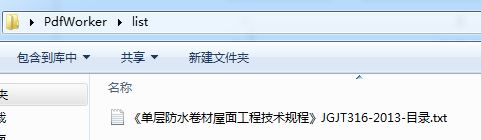 PdfWorker list
包含到库中 共享 新建文件夹
名称
夹
《单层防水卷材屋面工程技术规程》JGJT316-2013-目录.txt